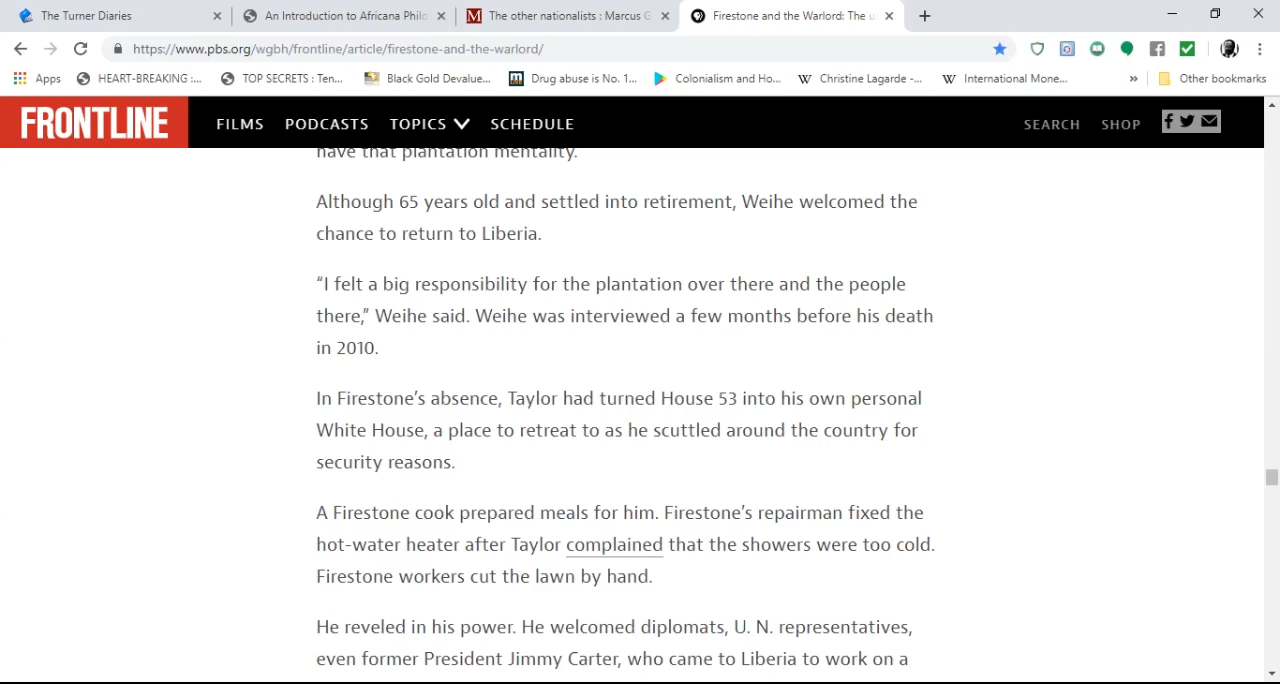 The Turner Diaries
An Introduction to Africana Philo
The other nationalists : Marcus G
Firestone and the Warlord: The u
https://www.pbs.org/wgbh/frontline/article/firestone-and-the-warlord/
Apps
HEART-BREAKING :...
TOP SECRETS : Ten...
Black Gold Devalue...
Drug abuse is No. 1...
Colonialism and Ho...
Christine Lagarde -...
International Mone...
»
Other bookmarks
FRONTLINE
FILMS
PODCASTS
TOPICS
SCHEDULE
SEARCH
SHOP
have that plantation mentality.
Although 65 years old and settled into retirement, Weihe welcomed the
chance to return to Liberia.
“I felt a big responsibility for the plantation over there and the people
there,” Weihe said. Weihe was interviewed a few months before his death
in 2010.
In Firestone’s absence, Taylor had turned House 53 into his own personal
White House, a place to retreat to as he scuttled around the country for
security reasons.
A Firestone cook prepared meals for him. Firestone’s repairman fixed the
hot-water heater after Taylor complained that the showers were too cold.
Firestone workers cut the lawn by hand.
He reveled in his power. He welcomed diplomats, U. N. representatives,
even former President Jimmy Carter, who came to Liberia to work on a